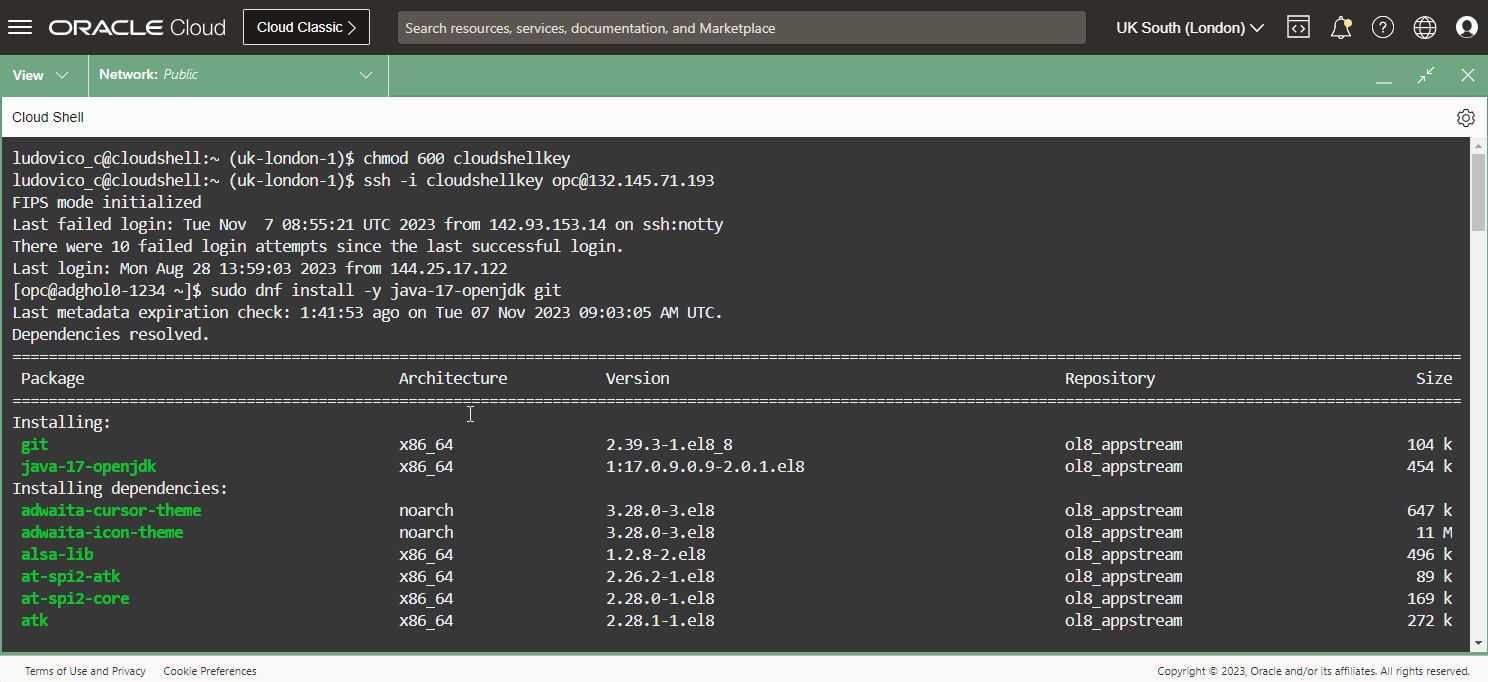 ORACLE Cloud Cloud Classic Search resources, services, documentation, and Marketplace UK South (London)
View Network: Public
Cloud Shell
ludovico_c@cloudshell:~ (uk-london-1)$ chmod 600 cloudshellkey
ludovico_c@cloudshell:~ (uk-london-1)$ ssh -i cloudshellkey opc@132.145.71.193
FIPS mode initialized
Last failed login: Tue Nov  7 08:55:21 UTC 2023 from 142.93.153.14 on ssh:notty
There were 10 failed login attempts since the last successful login.
Last login: Mon Aug 28 13:59:03 2023 from 144.25.17.122
[opc@adghol0-1234 ~]$ sudo dnf install -y java-17-openjdk git
Last metadata expiration check: 1:41:53 ago on Tue 07 Nov 2023 09:03:05 AM UTC.
Dependencies resolved.
Package Architecture Version Repository Size
Installing:
git x86_64 2.39.3-1.el8_8 ol8_appstream 104 k
java-17-openjdk x86_64 1:17.0.9.0.9-2.0.1.el8 ol8_appstream 454 k
Installing dependencies:
adwaita-cursor-theme noarch 3.28.0-3.el8 ol8_appstream 647 k
adwaita-icon-theme noarch 3.28.0-3.el8 ol8_appstream 11 M
alsa-lib x86_64 1.2.8-2.el8 ol8_appstream 496 k
at-spi2-atk x86_64 2.26.2-1.el8 ol8_appstream 89 k
at-spi2-core x86_64 2.28.0-1.el8 ol8_appstream 169 k
atk x86_64 2.28.1-1.el8 ol8_appstream 272 k
Terms of Use and Privacy Cookie Preferences Copyright © 2023, Oracle and/or its affiliates. All rights reserved.